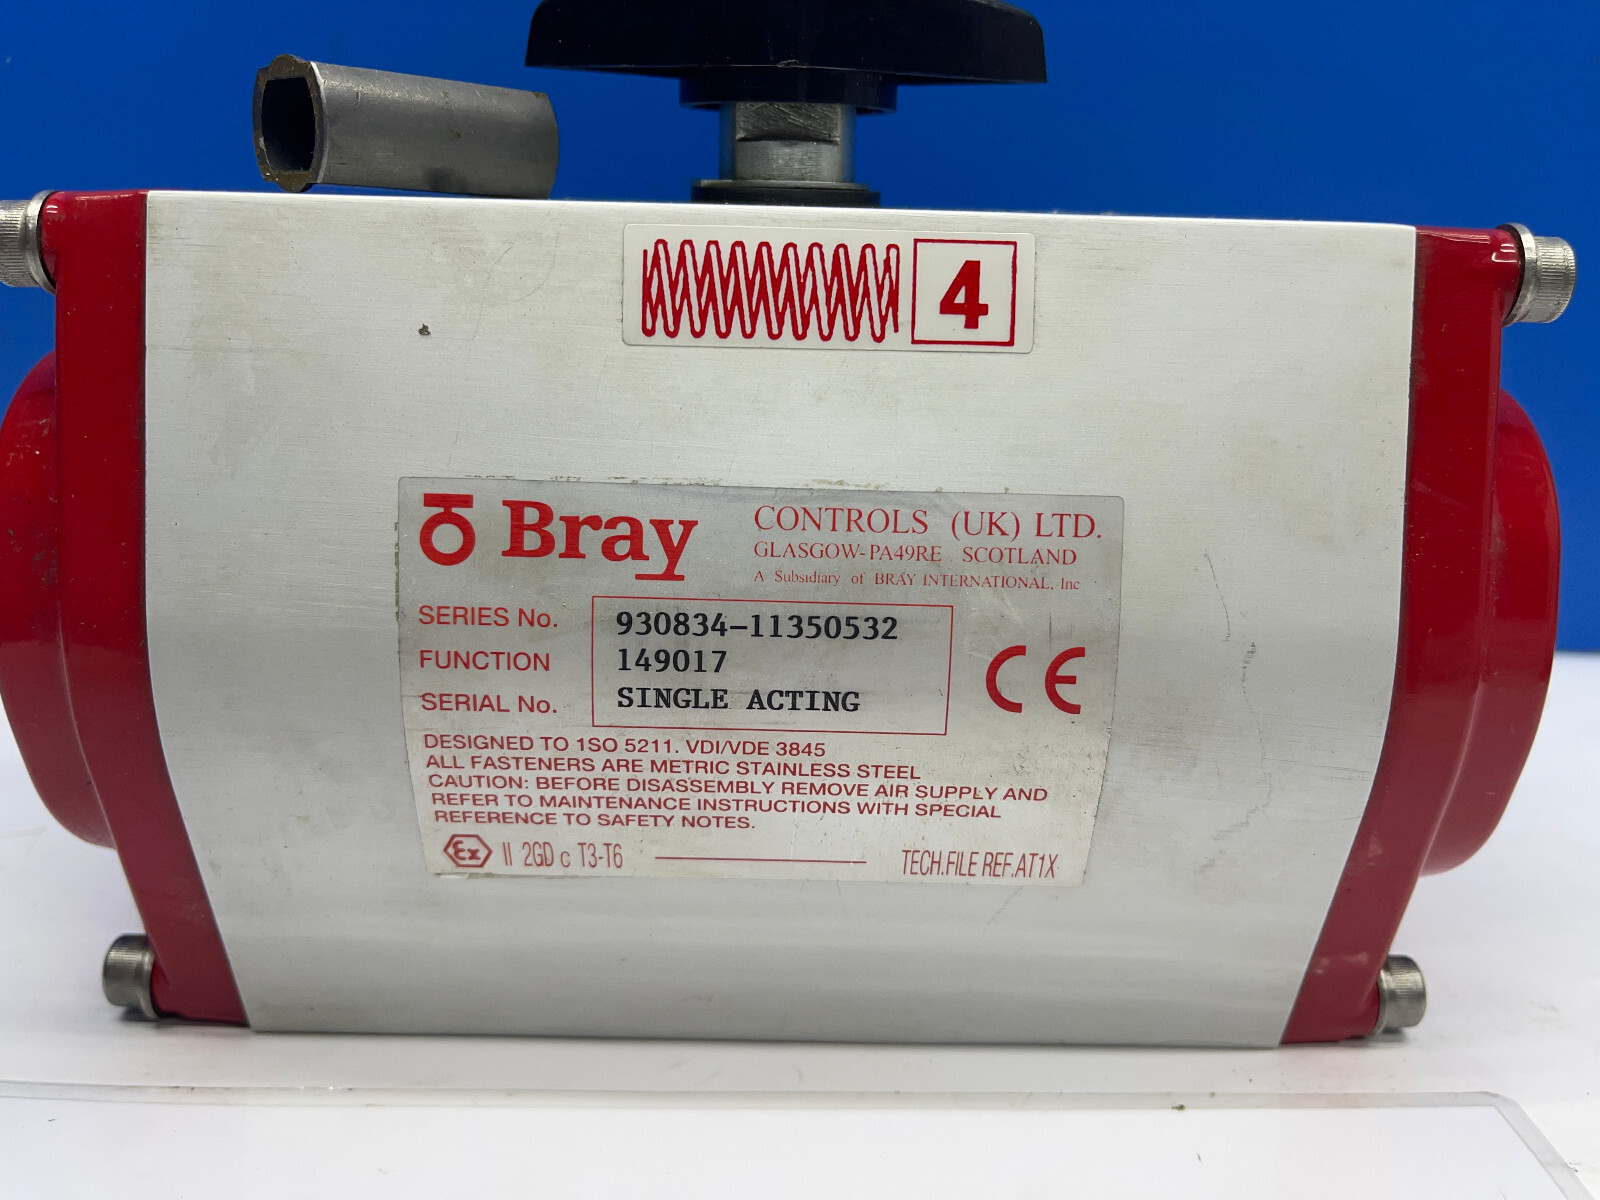 4
Bray
CONTROLS (UK) LTD.
GLASGOW-PA49RE SCOTLAND
A Subsidiary of BRAY INTERNATIONAL, Inc
SERIES No. 930834-11350532
FUNCTION 149017
SERIAL No. SINGLE ACTING
CE
DESIGNED TO 1SO 5211. VDI/VDE 3845
ALL FASTENERS ARE METRIC STAINLESS STEEL
CAUTION: BEFORE DISASSEMBLY REMOVE AIR SUPPLY AND
REFER TO MAINTENANCE INSTRUCTIONS WITH SPECIAL
REFERENCE TO SAFETY NOTES.
Ex II 2GD c T3-T6 TECH.FILE REF.AT1X